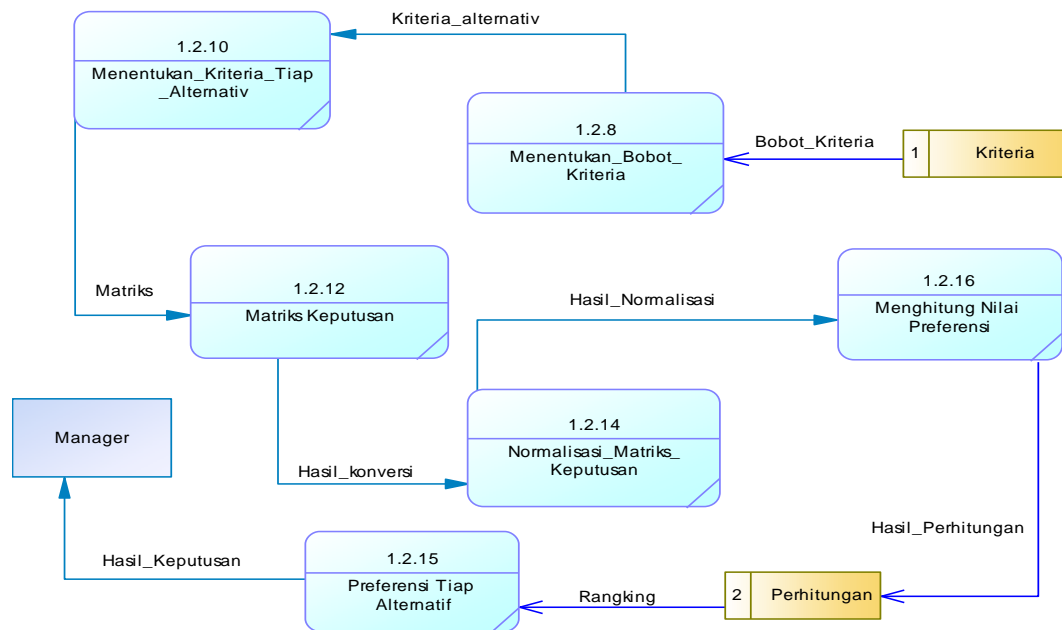 Kriteria_alternativ
1.2.10
Menentukan_Kriteria_Tiap
_Alternativ
1.2.8
Menentukan_Bobot_
Kriteria
Bobot_Kriteria
1
Kriteria
Matriks
1.2.12
Matriks Keputusan
Hasil_Normalisasi
1.2.16
Menghitung Nilai
Preferensi
Manager
Hasil_konversi
1.2.14
Normalisasi_Matriks_
Keputusan
Hasil_Perhitungan
Hasil_Keputusan
1.2.15
Preferensi Tiap
Alternatif
Rangking
2
Perhitungan